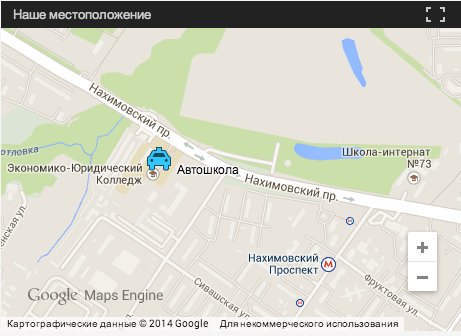 Наше местоположение
Нахимовский пр.
Школа-интернат
№73
Экономико-Юридический
Колледж
Автошкола
Нахимовский пр.
Нахимовский
Проспект
М
Сивашская ул.
Фруктовая ул.
+
−
Google Maps Engine
Картографические данные © 2014 Google Для некоммерческого использования